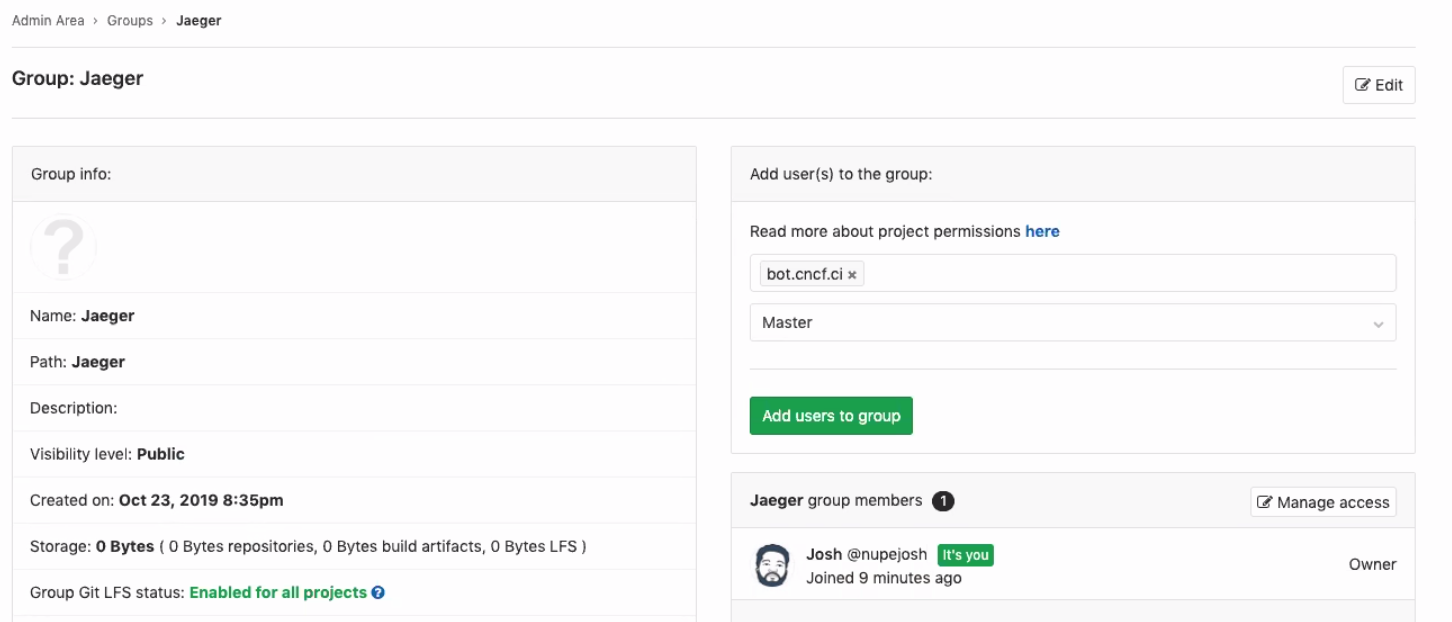 Admin Area › Groups › Jaeger
Group: Jaeger
Edit
Group info:
?
Name: Jaeger
Path: Jaeger
Description:
Visibility level: Public
Created on: Oct 23, 2019 8:35pm
Storage: 0 Bytes ( 0 Bytes repositories, 0 Bytes build artifacts, 0 Bytes LFS )
Group Git LFS status: Enabled for all projects ?
Add user(s) to the group:
Read more about project permissions here
bot.cncf.ci ×
Master
Add users to group
Jaeger group members 1
Manage access
Josh @nupejosh It's you
Joined 9 minutes ago
Owner